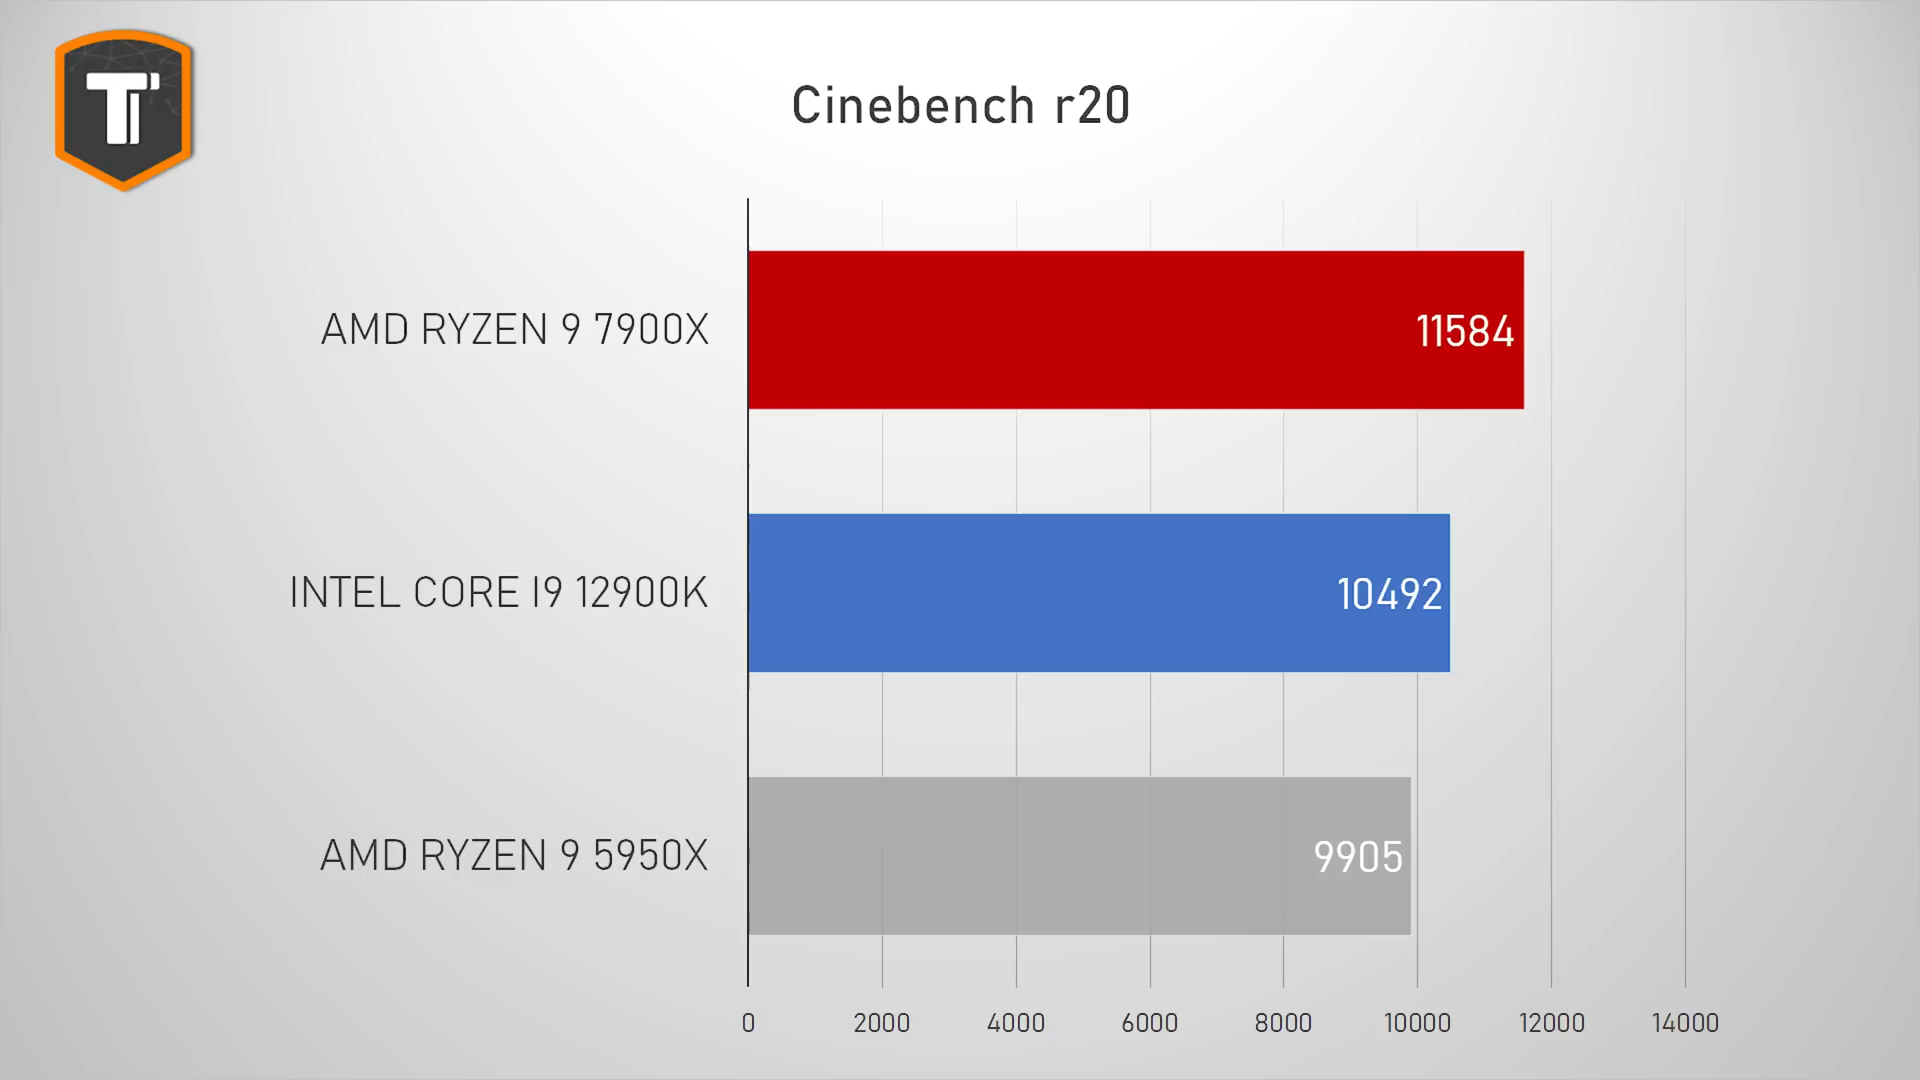 Cinebench r20
AMD RYZEN 9 7900X
11584
INTEL CORE I9 12900K
10492
AMD RYZEN 9 5950X
9905
0 2000 4000 6000 8000 10000 12000 14000